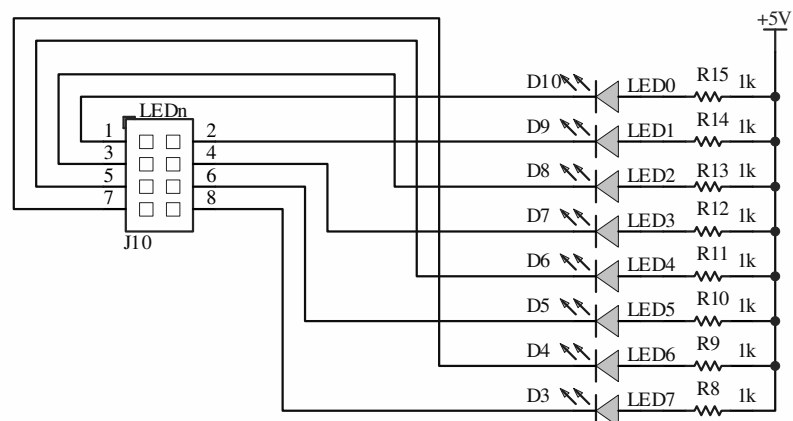 +5V
D10 LED0 R15 1k
LEDn
1 2 D9 LED1 R14 1k
3 4 D8 LED2 R13 1k
5 6 D7 LED3 R12 1k
7 8
J10
D6 LED4 R11 1k
D5 LED5 R10 1k
D4 LED6 R9 1k
D3 LED7 R8 1k